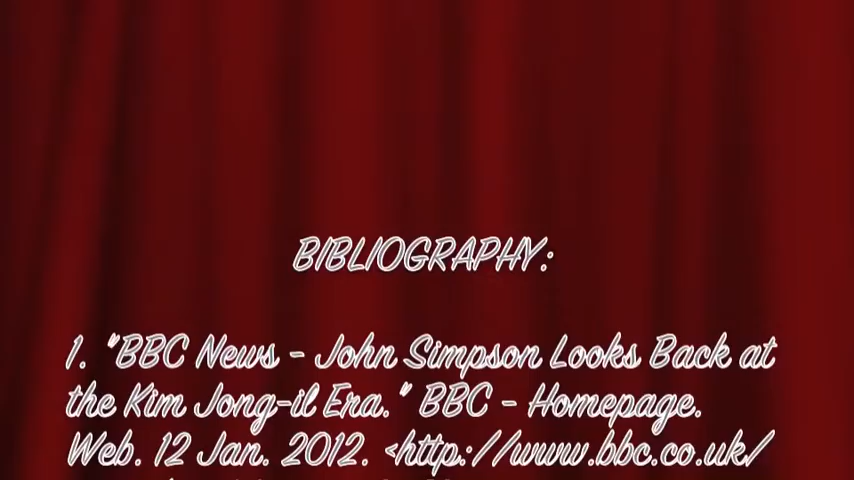 BIBLIOGRAPHY:
1. "BBC News - John Simpson Looks Back at
the Kim Jong-il Era." BBC - Homepage.
Web. 12 Jan. 2012. <http://www.bbc.co.uk/